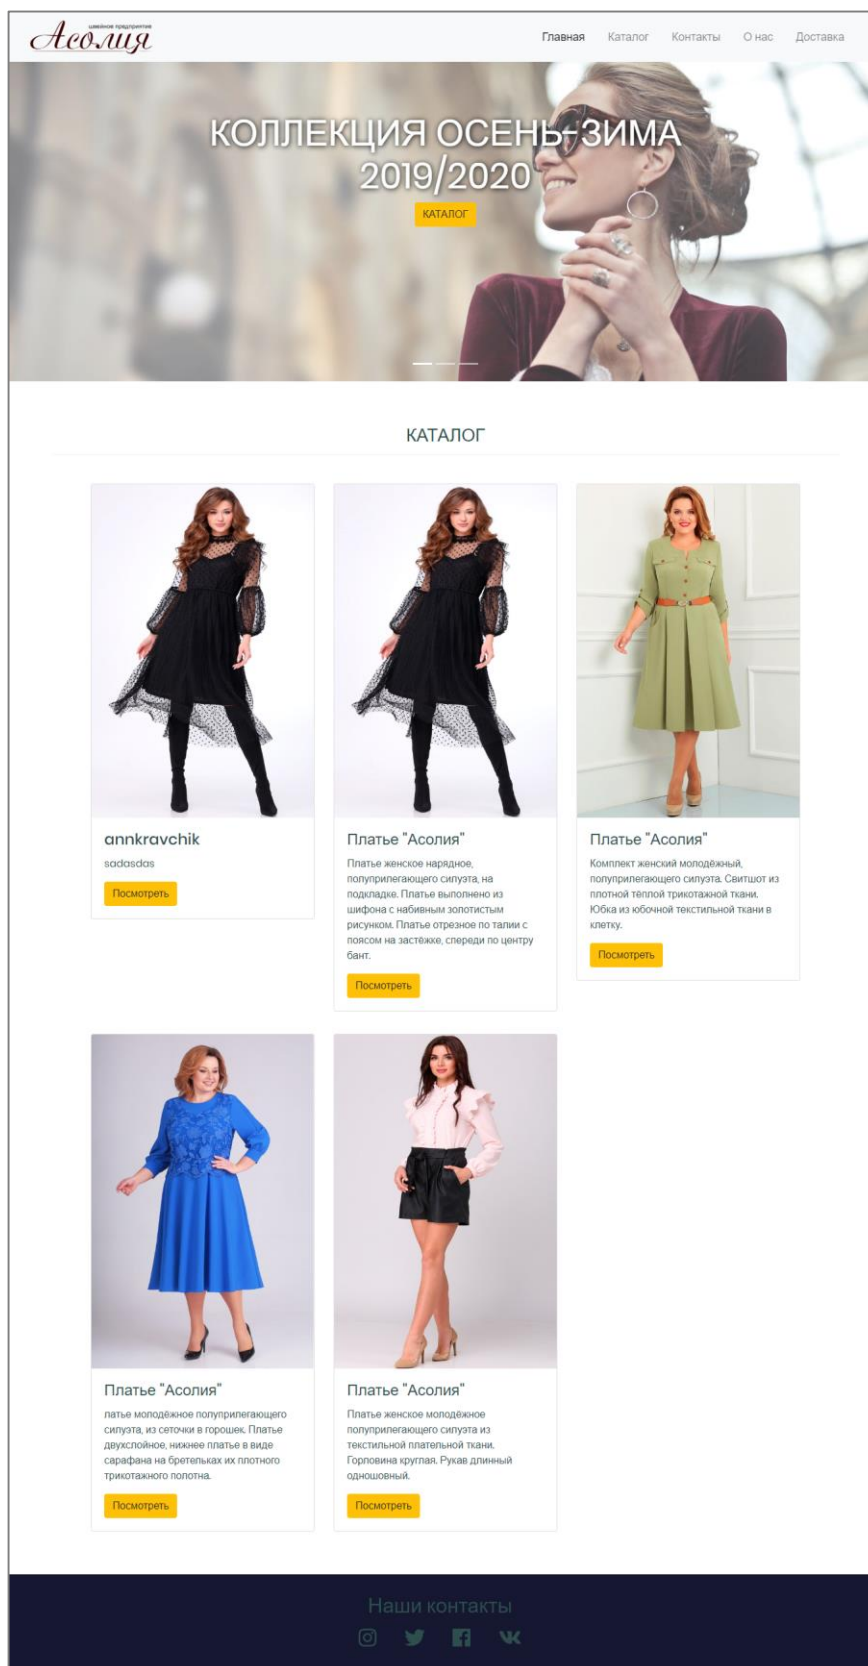 швейное предприятие
Асолия
Главная Каталог Контакты О нас Доставка
КОЛЛЕКЦИЯ ОСЕНЬ-ЗИМА
2019/2020
КАТАЛОГ
КАТАЛОГ
annkravchik
sadasdas
Посмотреть
Платье "Асолия"
Платье женское нарядное,
полуприлегающего силуэта, на
подкладке. Платье выполнено из
шифона с набивным золотистым
рисунком. Платье отрезное по талии с
поясом на застёжке, спереди по центру
бант.
Посмотреть
Платье "Асолия"
Комплект женский молодёжный,
полуприлегающего силуэта. Свитшот из
плотной тёплой трикотажной ткани.
Юбка из юбочной текстильной ткани в
клетку.
Посмотреть
Платье "Асолия"
латье молодёжное полуприлегающего
силуэта, из сеточки в горошек. Платье
двухслойное, нижнее платье в виде
сарафана на бретельках их плотного
трикотажного полотна.
Посмотреть
Платье "Асолия"
Платье женское молодёжное
полуприлегающего силуэта из
текстильной плательной ткани.
Горловина круглая. Рукав длинный
одношовный.
Посмотреть
Наши контакты